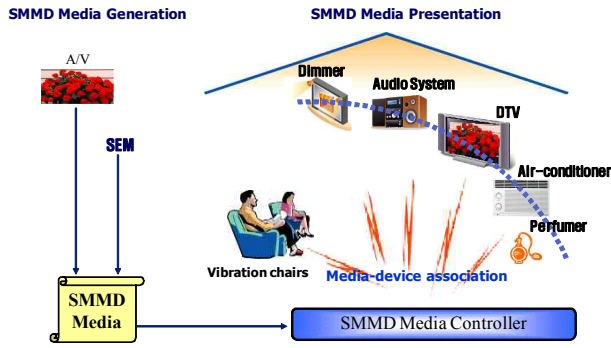 SMMD Media Generation
SMMD Media Presentation
A/V
SEM
Dimmer
Audio System
DTV
Air-conditioner
Perfumer
Vibration chairs
Media-device association
SMMD
Media
SMMD Media Controller